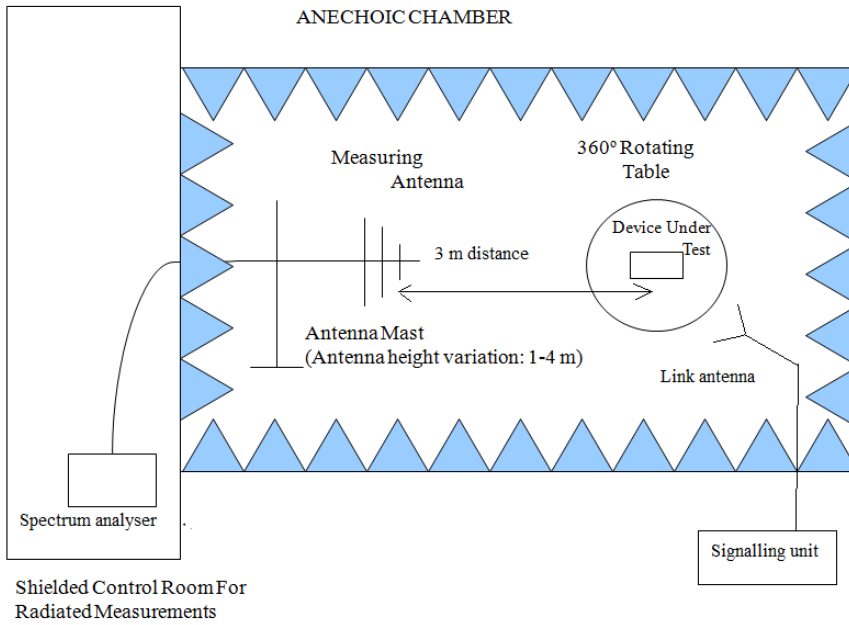 ANECHOIC CHAMBER
Measuring
Antenna
360º Rotating
Table
Device Under
Test
3 m distance
Antenna Mast
(Antenna height variation: 1-4 m)
Link antenna
Spectrum analyser
Signalling unit
Shielded Control Room For
Radiated Measurements